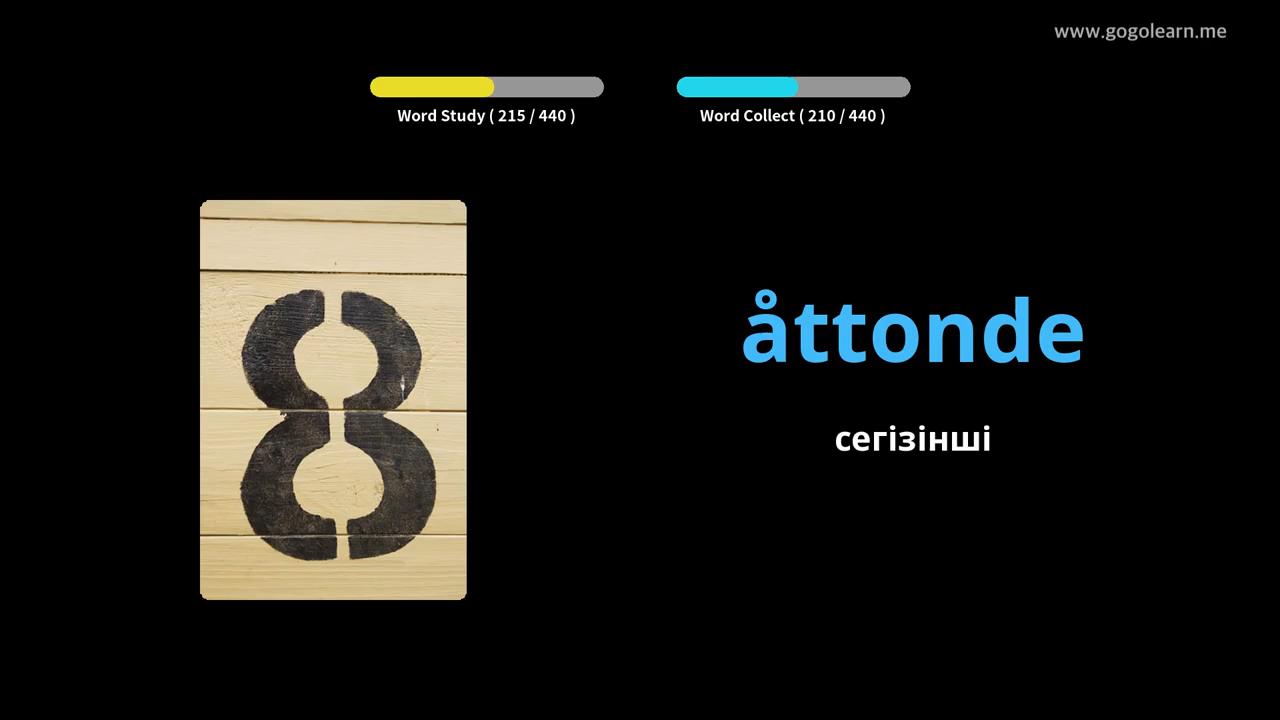 www.gogolearn.me
Word Study ( 215 / 440 )
Word Collect ( 210 / 440 )
8
åttonde
сегізінші